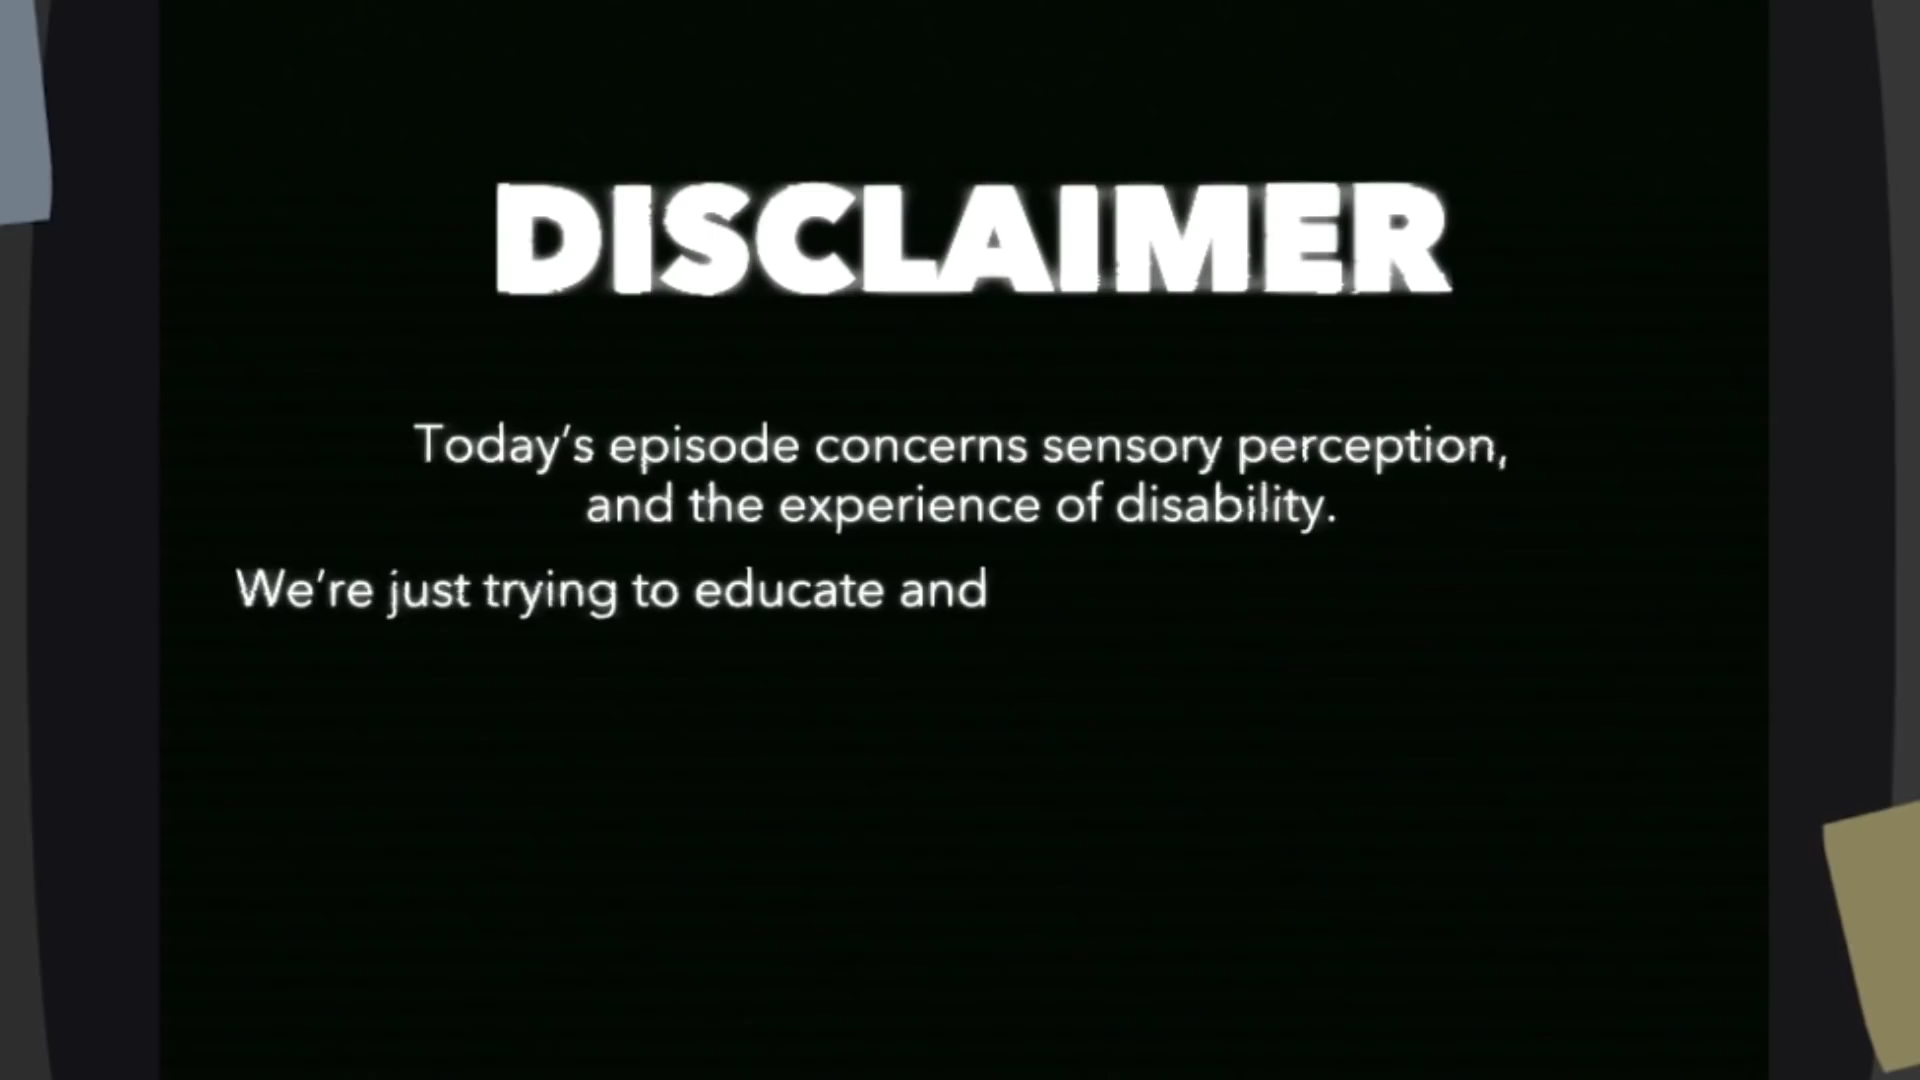 DISCLAIMER
Today's episode concerns sensory perception,
and the experience of disability.
We're just trying to educate and